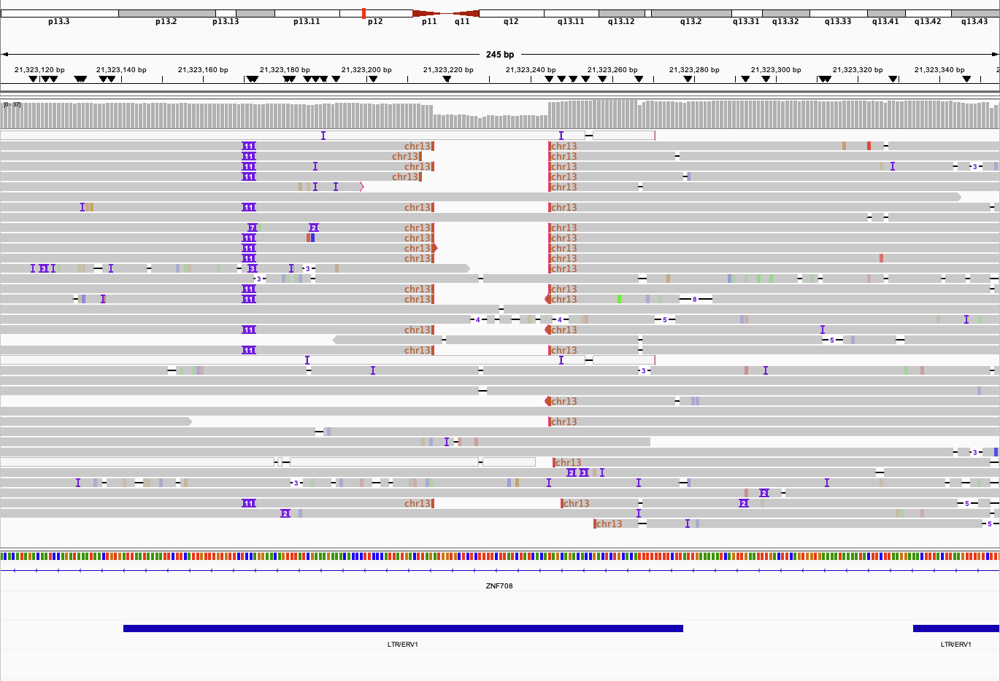 p13.3 p13.2 p13.13 p13.11 p12 p11 q11 q12 q13.11 q13.12 q13.2 q13.31 q13.32 q13.33 q13.41 q13.42 q13.43
245 bp
21,323,120 bp 21,323,140 bp 21,323,160 bp 21,323,180 bp 21,323,200 bp 21,323,220 bp 21,323,240 bp 21,323,260 bp 21,323,280 bp 21,323,300 bp 21,323,320 bp 21,323,340 bp 2
[0 - 37]
11 chr13 chr13
11 chr13 chr13
11 chr13 chr13 3
11 chr13 chr13
chr13
11 chr13 chr13
7 2 chr13 chr13
11 chr13 chr13
11 chr13 chr13
11 chr13 chr13
3 3 3 chr13
3
11 chr13 chr13
11 chr13 chr13 8
4 4 5
11 chr13 chr13
5
11 chr13 chr13
3
chr13
chr13
3
chr13
2 3
3
2
11 chr13 chr13 2 5
2
chr13 5
ZNF708
LTR/ERV1 LTR/ERV1